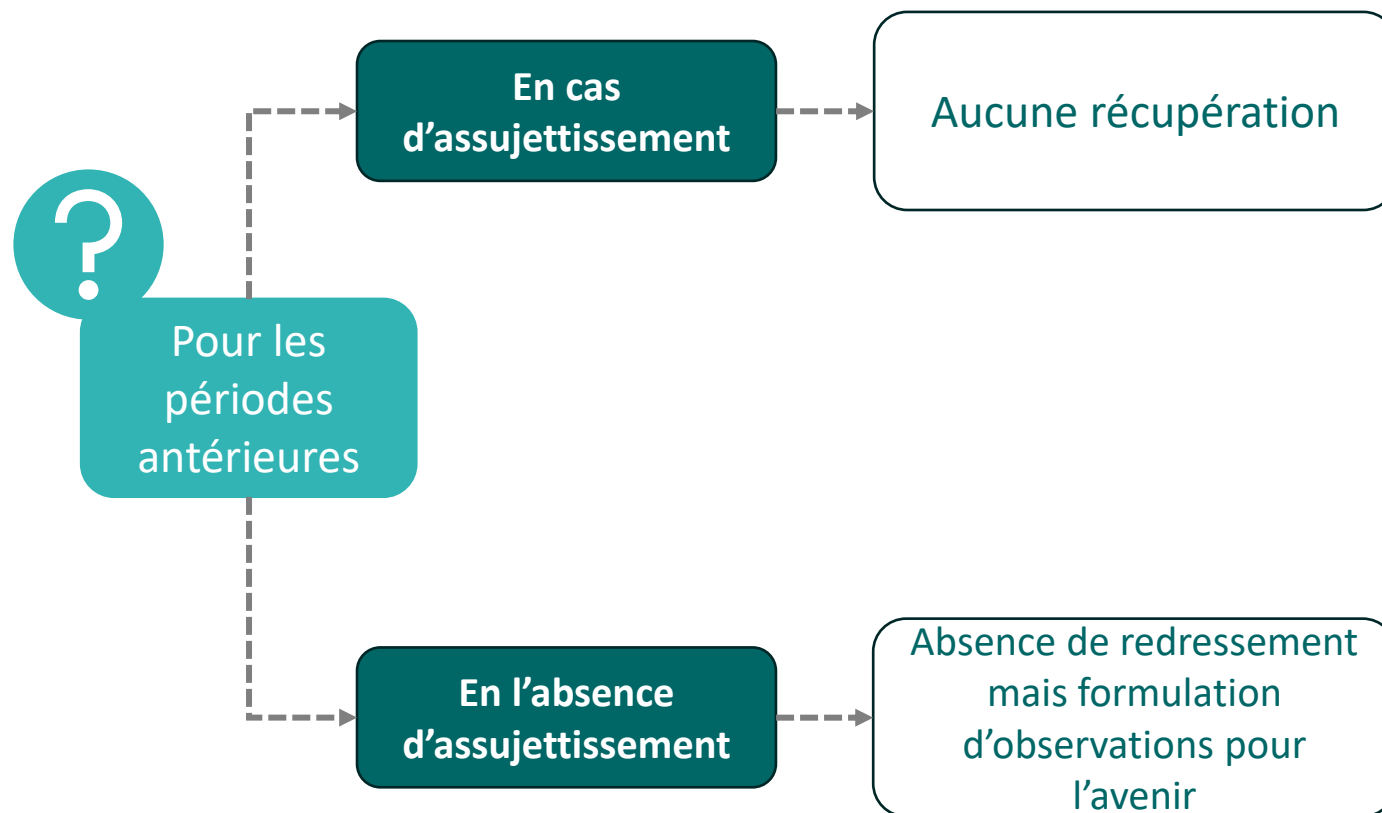 En cas
d’assujettissement
Aucune récupération
?
Pour les
périodes
antérieures
En l’absence
d’assujettissement
Absence de redressement
mais formulation
d’observations pour
l’avenir